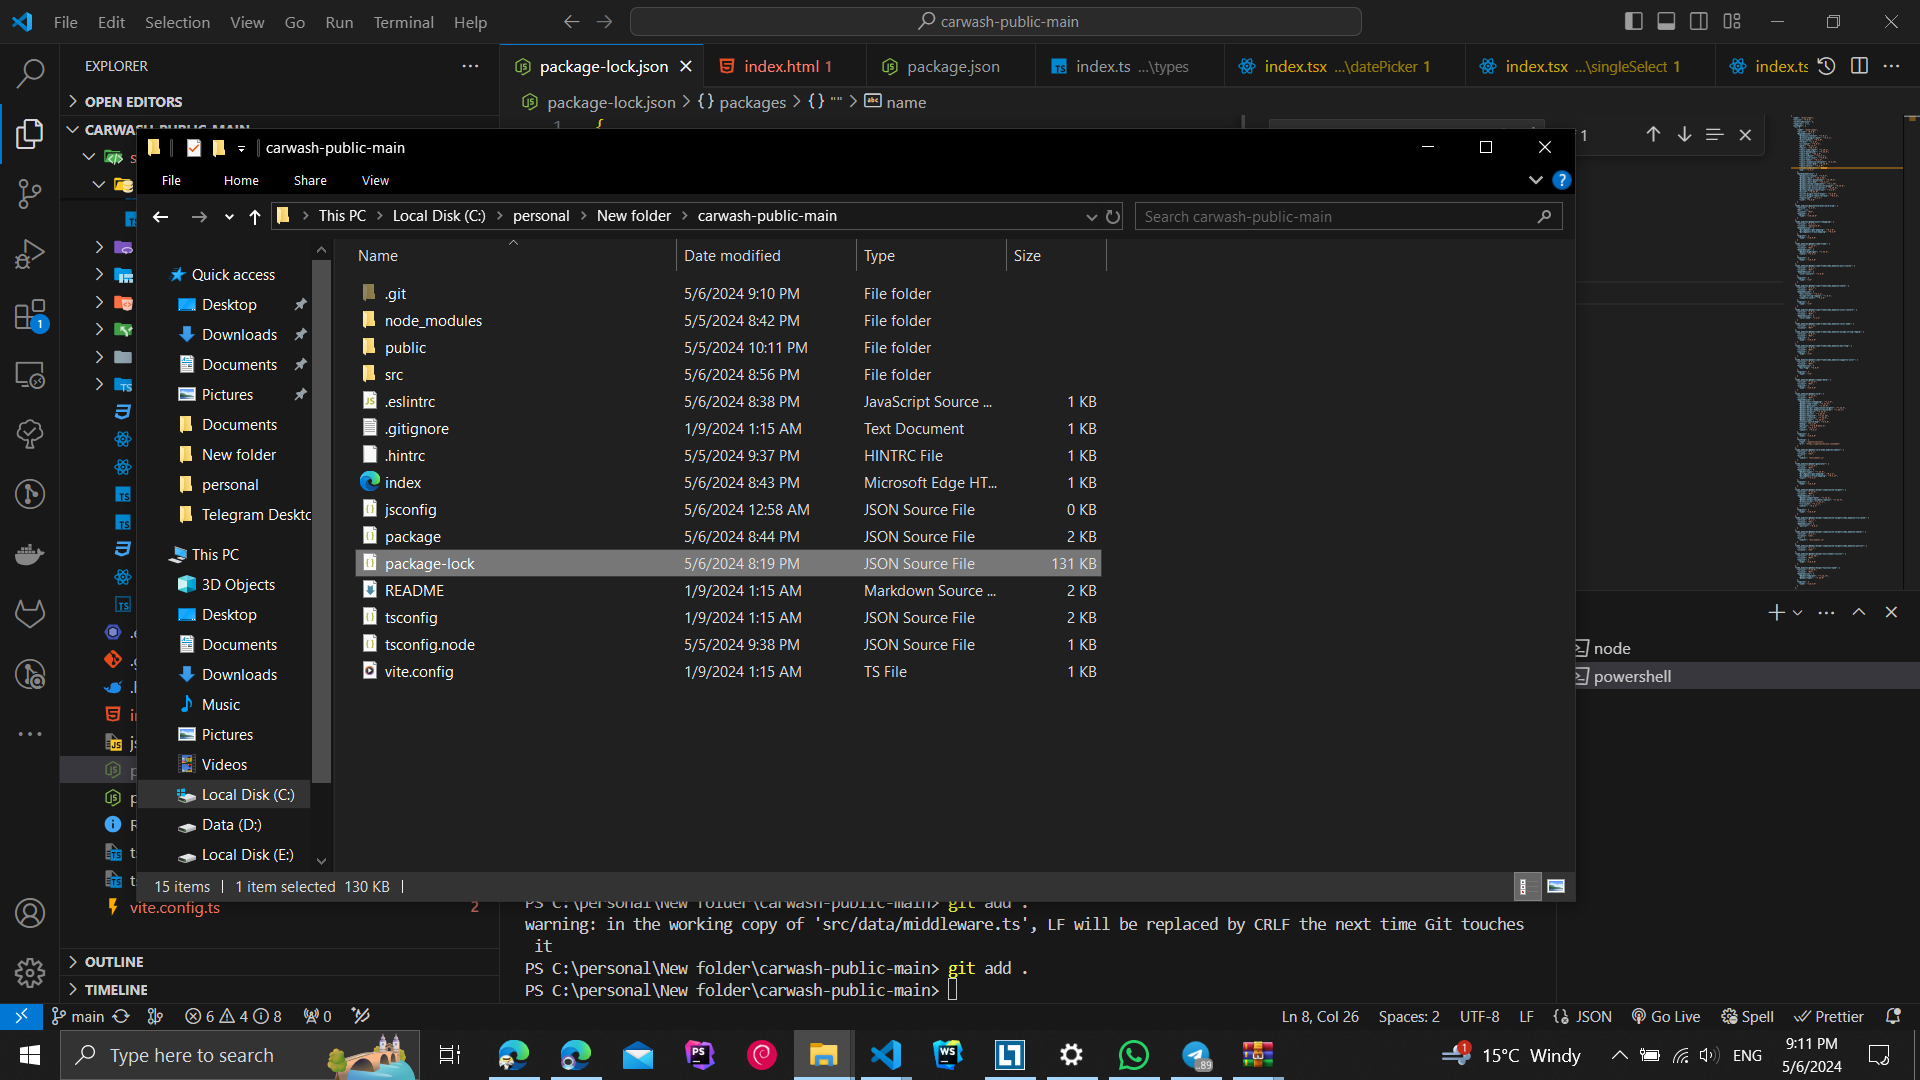 File Edit Selection View Go Run Terminal Help
carwash-public-main
EXPLORER
package-lock.json
index.html 1
package.json
index.ts ...\types
index.tsx ...\datePicker 1
index.tsx ...\singleSelect 1
index.ts
OPEN EDITORS
package-lock.json > {} packages > {} "" > name
CARWASH-PUBLIC-MAIN
1 {
carwash-public-main
File Home Share View
This PC > Local Disk (C:) > personal > New folder > carwash-public-main
Search carwash-public-main
Name Date modified Type Size
Quick access
Desktop
Downloads
Documents
Pictures
Documents
New folder
personal
Telegram Deskto
This PC
3D Objects
Desktop
Documents
Downloads
Music
Pictures
Videos
Local Disk (C:)
Data (D:)
Local Disk (E:)
.git 5/6/2024 9:10 PM File folder
node_modules 5/5/2024 8:42 PM File folder
public 5/5/2024 10:11 PM File folder
src 5/6/2024 8:56 PM File folder
.eslintrc 5/6/2024 8:38 PM JavaScript Source ... 1 KB
.gitignore 1/9/2024 1:15 AM Text Document 1 KB
.hintrc 5/5/2024 9:37 PM HINTRC File 1 KB
index 5/6/2024 8:43 PM Microsoft Edge HT... 1 KB
jsconfig 5/6/2024 12:58 AM JSON Source File 0 KB
package 5/6/2024 8:44 PM JSON Source File 2 KB
package-lock 5/6/2024 8:19 PM JSON Source File 131 KB
README 1/9/2024 1:15 AM Markdown Source ... 2 KB
tsconfig 1/9/2024 1:15 AM JSON Source File 2 KB
tsconfig.node 5/5/2024 9:38 PM JSON Source File 1 KB
vite.config 1/9/2024 1:15 AM TS File 1 KB
15 items 1 item selected 130 KB
node
powershell
vite.config.ts 2
OUTLINE
TIMELINE
PS C:\personal\New folder\carwash-public-main> git add .
warning: in the working copy of 'src/data/middleware.ts', LF will be replaced by CRLF the next time Git touches
it
PS C:\personal\New folder\carwash-public-main> git add .
PS C:\personal\New folder\carwash-public-main>
main 6 4 8 0
Ln 8, Col 26 Spaces: 2 UTF-8 LF {} JSON Go Live Spell Prettier
Type here to search
15°C Windy
ENG
9:11 PM
5/6/2024